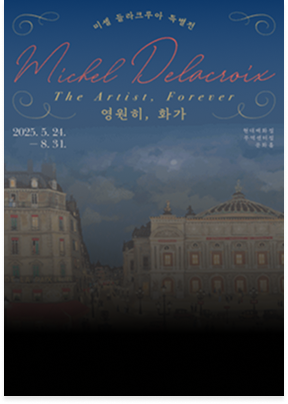 미셸 들라크루아 특별전
Michel Delacroix
The Artist, Forever
영원히, 화가
2025. 5. 24.
– 8. 31.